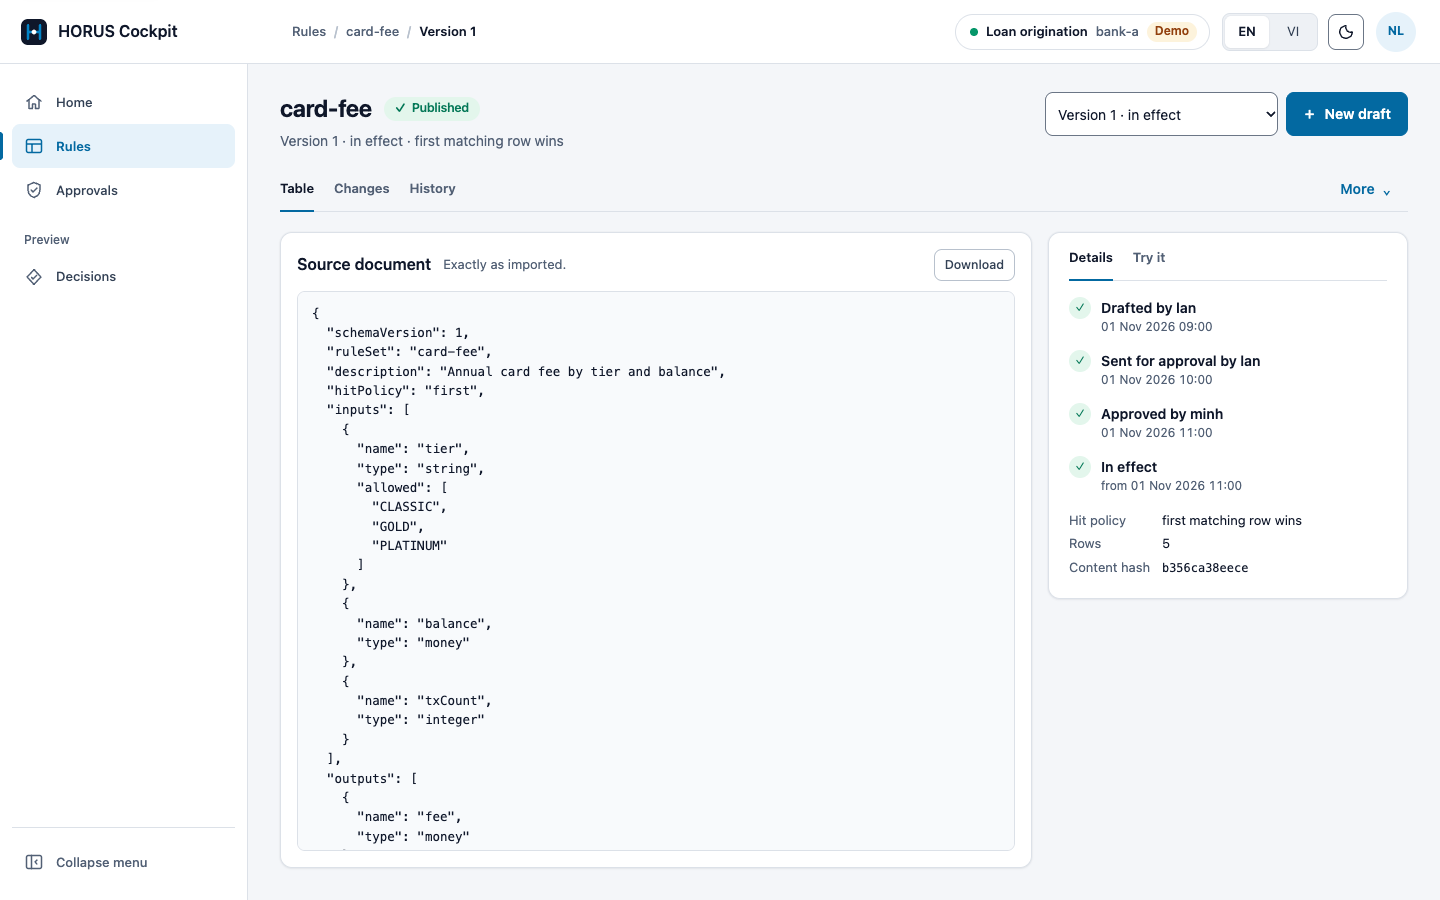 HORUS Cockpit
Rules / card-fee / Version 1
Loan origination bank-a Demo
EN VI
NL
Home
Rules
Approvals
Preview
Decisions
Collapse menu
card-fee
Published
Version 1 · in effect · first matching row wins
Version 1 · in effect
+ New draft
Table Changes History
More
Source document Exactly as imported.
Download
{
  "schemaVersion": 1,
  "ruleSet": "card-fee",
  "description": "Annual card fee by tier and balance",
  "hitPolicy": "first",
  "inputs": [
    {
      "name": "tier",
      "type": "string",
      "allowed": [
        "CLASSIC",
        "GOLD",
        "PLATINUM"
      ]
    },
    {
      "name": "balance",
      "type": "money"
    },
    {
      "name": "txCount",
      "type": "integer"
    }
  ],
  "outputs": [
    {
      "name": "fee",
      "type": "money"
Details Try it
Drafted by lan
01 Nov 2026 09:00
Sent for approval by lan
01 Nov 2026 10:00
Approved by minh
01 Nov 2026 11:00
In effect
from 01 Nov 2026 11:00
Hit policy first matching row wins
Rows 5
Content hash b356ca38eece